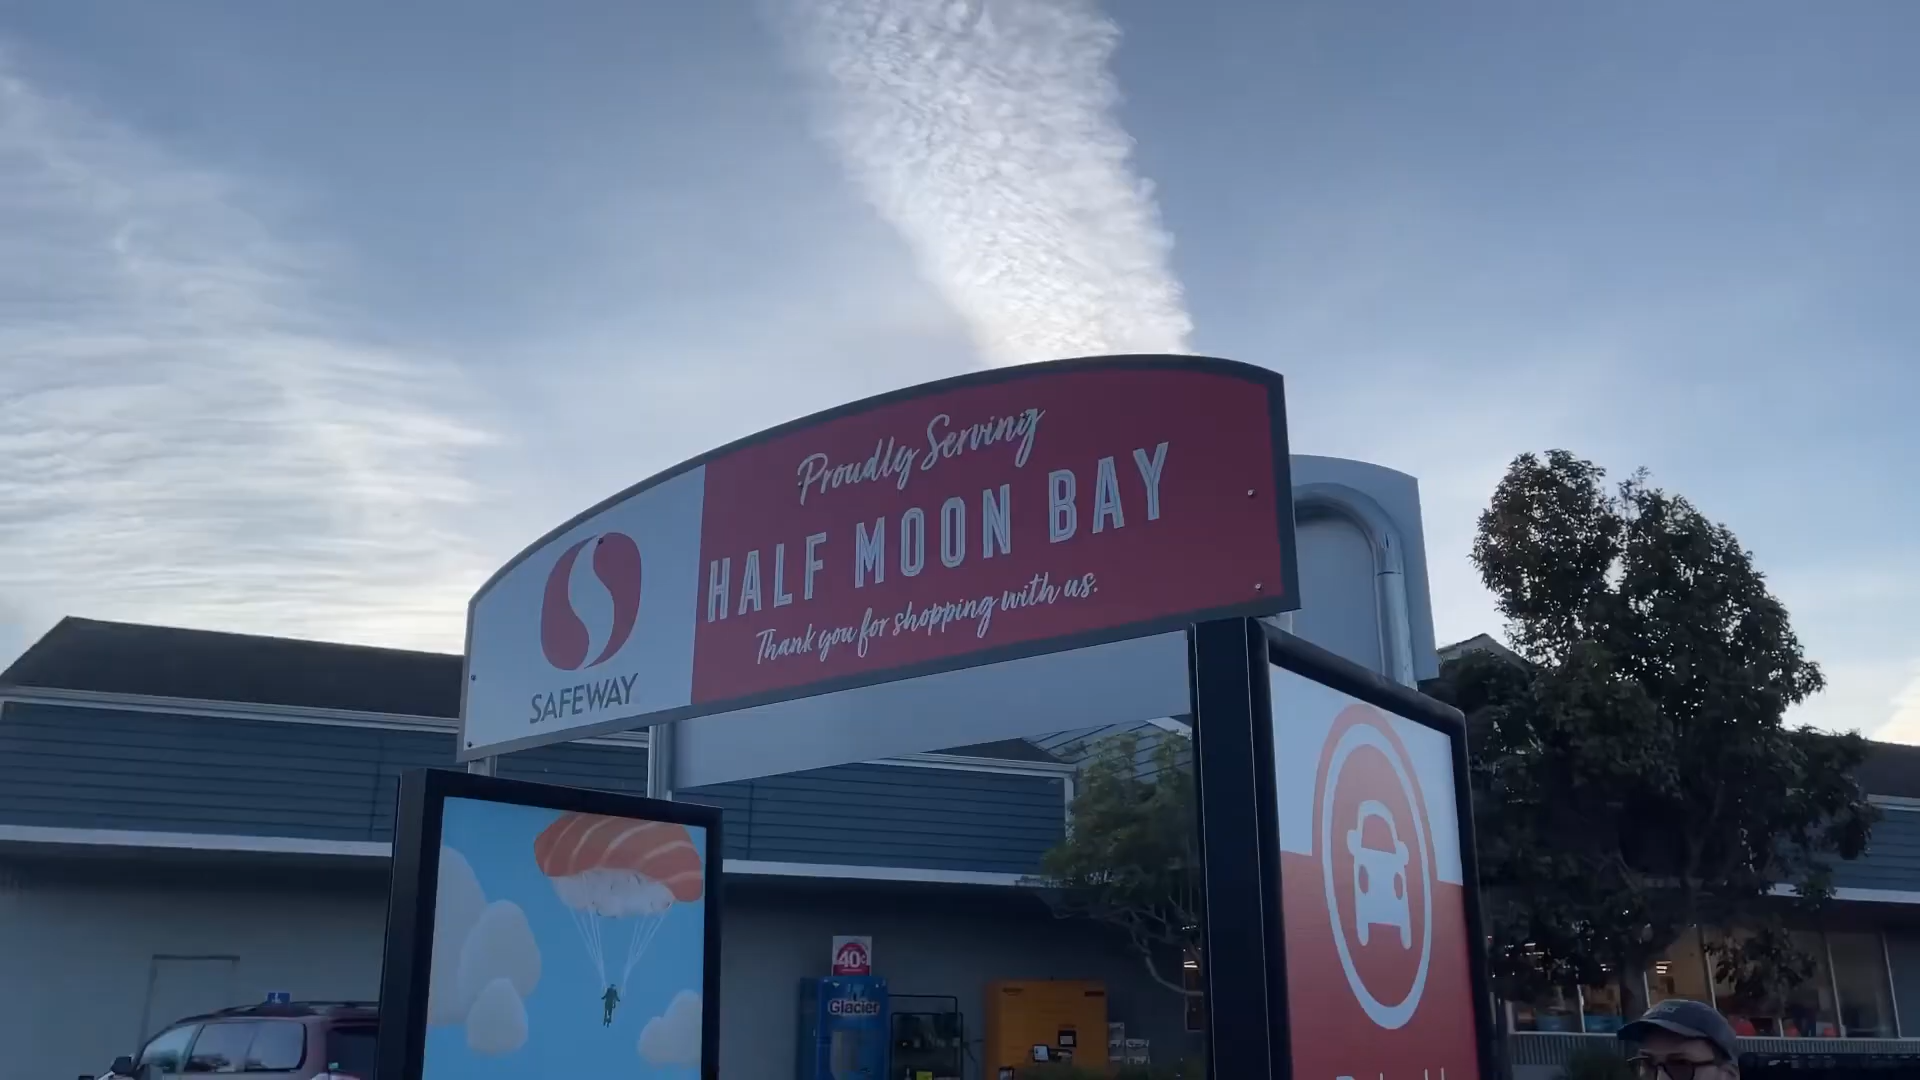 Proudly Serving
HALF MOON BAY
Thank you for shopping with us.
SAFEWAY
40¢
Glacier